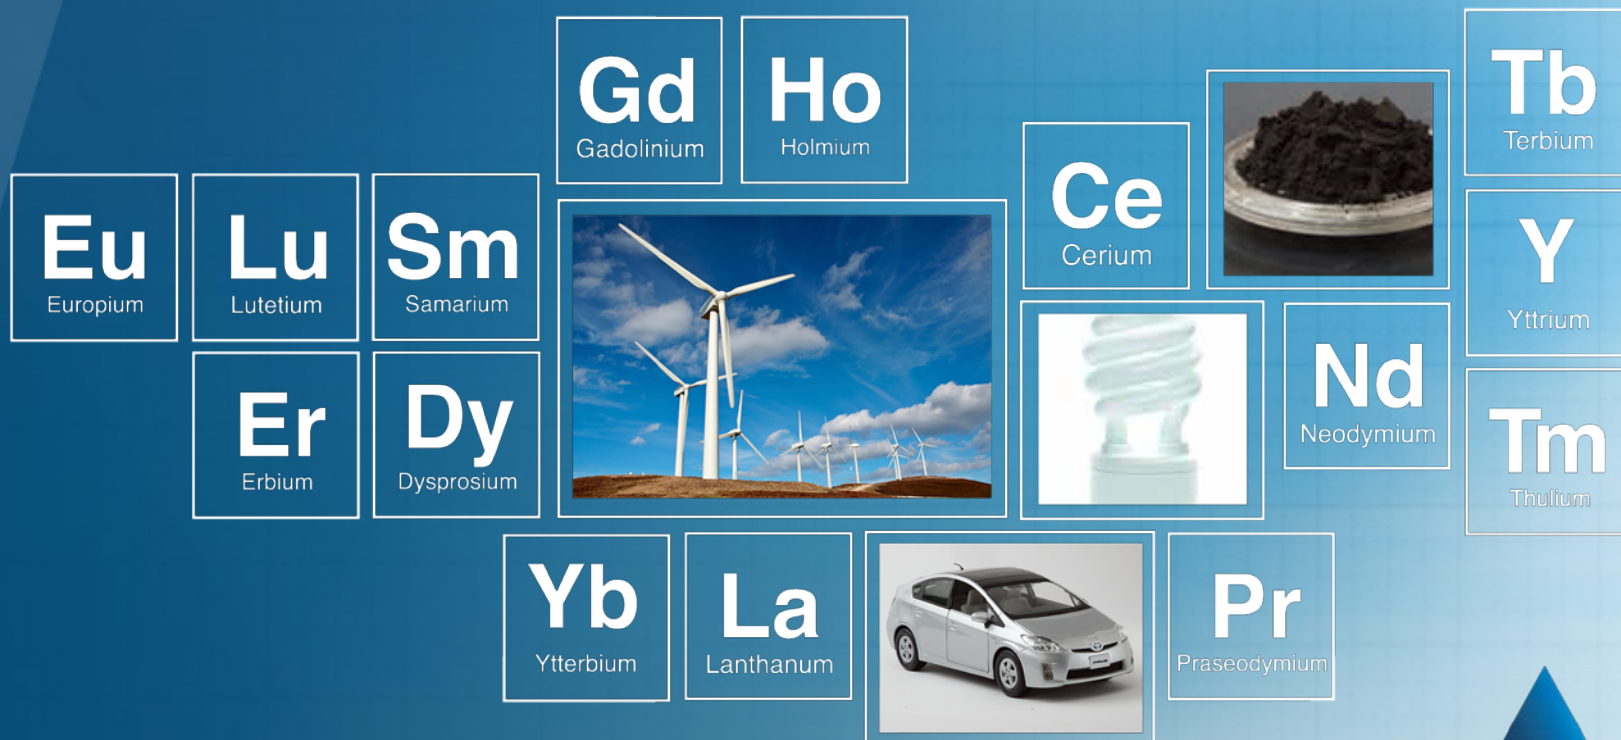 Gd
Gadolinium
Ho
Holmium
Tb
Terbium
Ce
Cerium
Eu
Europium
Lu
Lutetium
Sm
Samarium
Y
Yttrium
Er
Erbium
Dy
Dysprosium
Nd
Neodymium
Tm
Thulium
Yb
Ytterbium
La
Lanthanum
Pr
Praseodymium